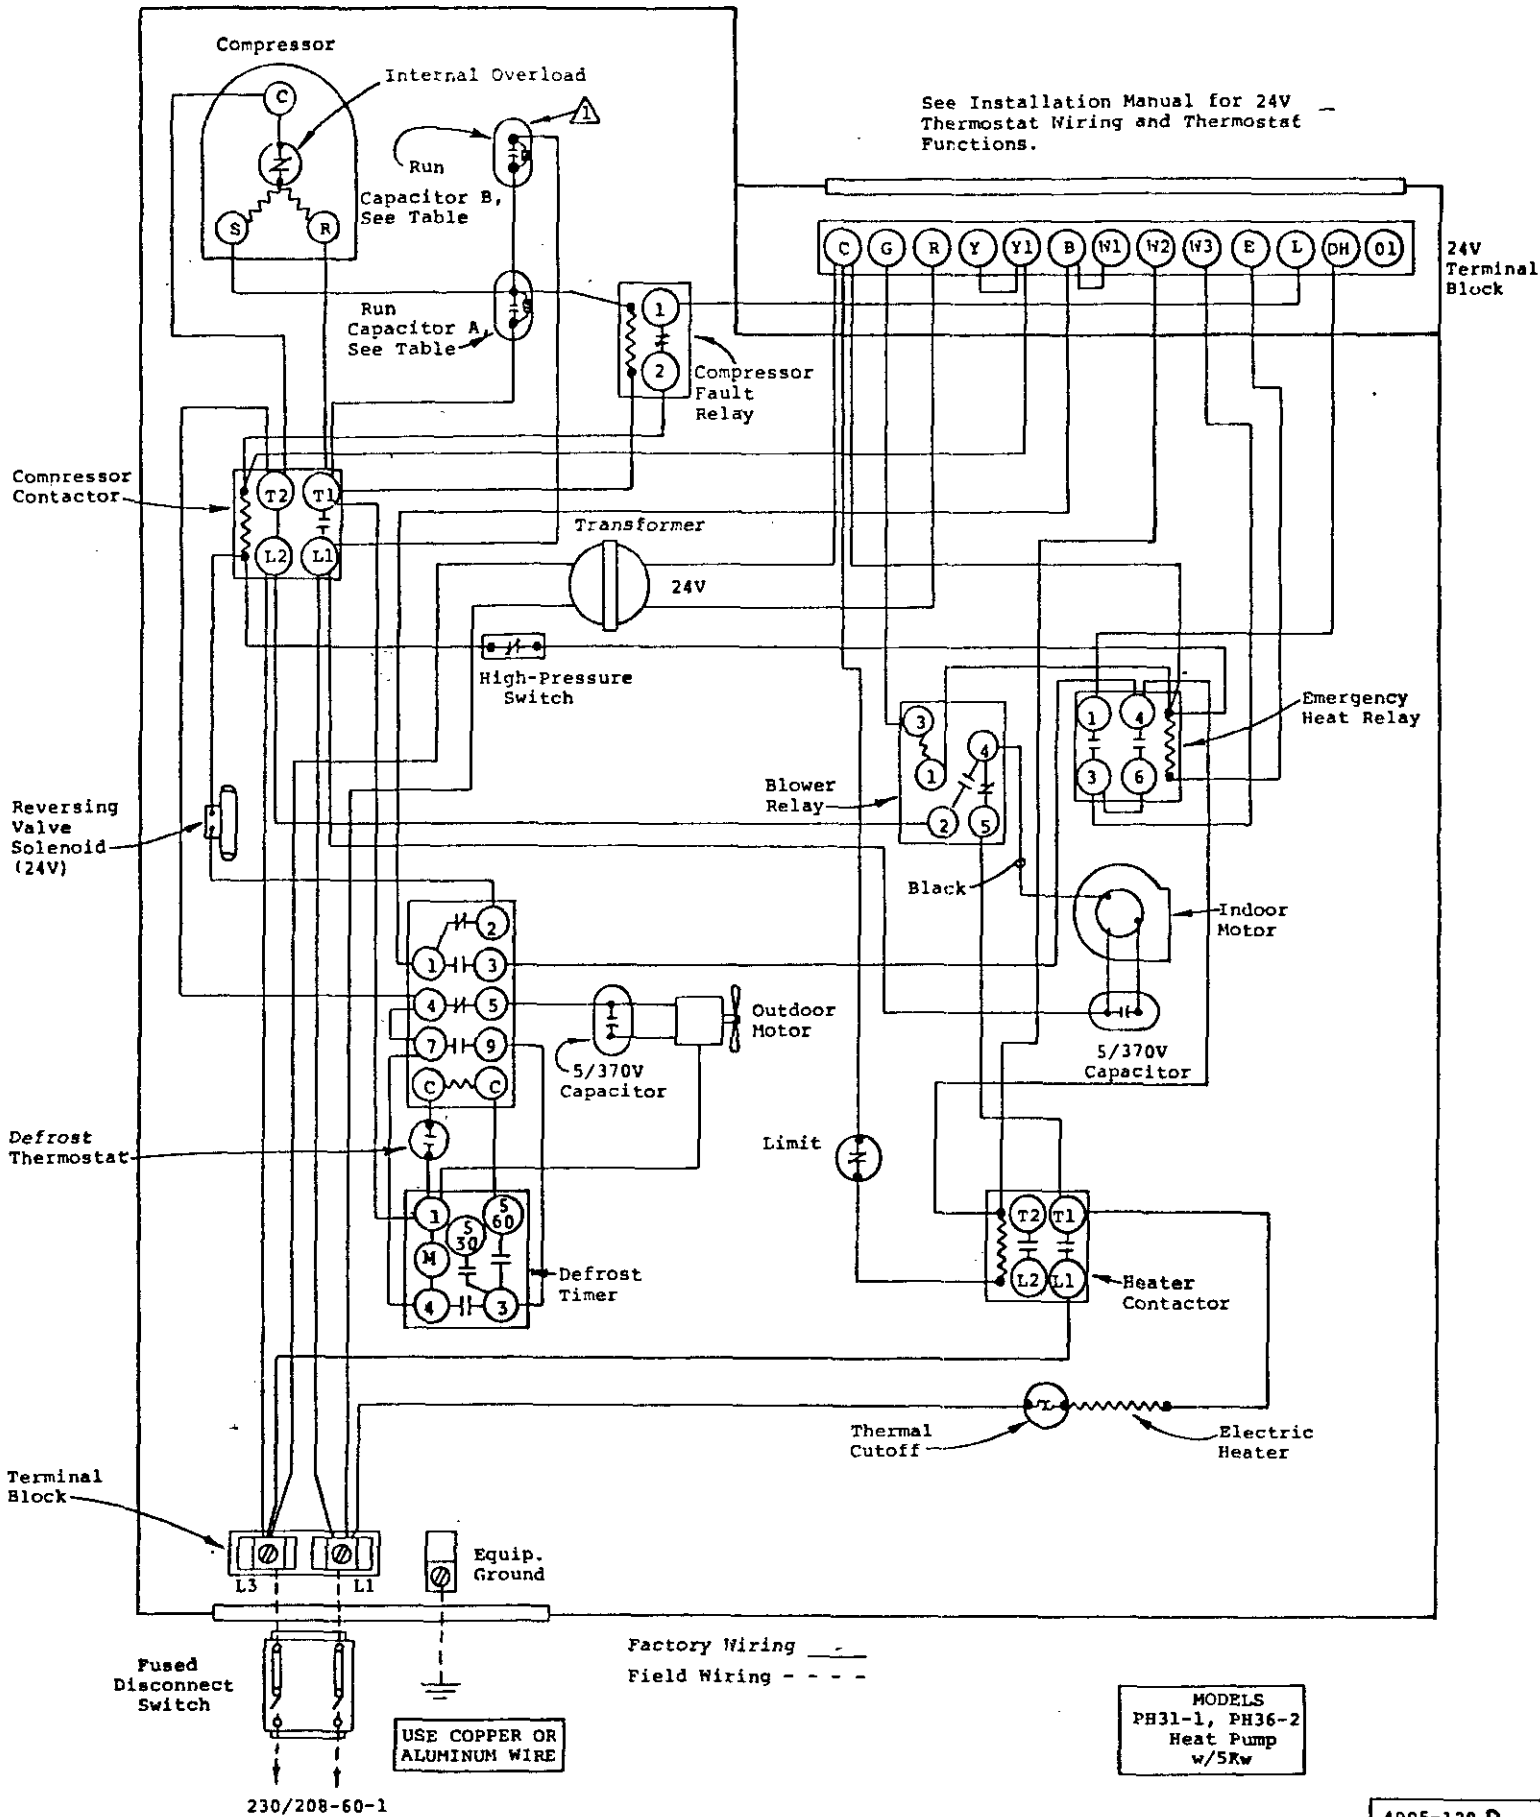 Compressor
Internal Overload
C
S
R
1
Run
Capacitor B,
See Table
Run
Capacitor A,
See Table
See Installation Manual for 24V
Thermostat Wiring and Thermostat
Functions.
C G R Y Y1 B W1 W2 W3 E L DH O1
24V
Terminal
Block
1
2
Compressor
Fault
Relay
Compressor
Contactor
T2 T1
L2 L1
Transformer
24V
High-Pressure
Switch
Emergency
Heat Relay
1 4
3 6
Blower
Relay
3
4
1
2 5
Reversing
Valve
Solenoid
(24V)
Black
Indoor
Motor
2
1 3
4 5
7 9
C C
Outdoor
Motor
5/370V
Capacitor
5/370V
Capacitor
Defrost
Thermostat
Limit
1
S
30
S
60
M
4 3
Defrost
Timer
T2 T1
L2 L1
Heater
Contactor
Thermal
Cutoff
Electric
Heater
Terminal
Block
L3 L1
Equip.
Ground
Factory Wiring
Field Wiring - - - -
Fused
Disconnect
Switch
USE COPPER OR
ALUMINUM WIRE
MODELS
PH31-1, PH36-2
Heat Pump
w/5Kw
230/208-60-1